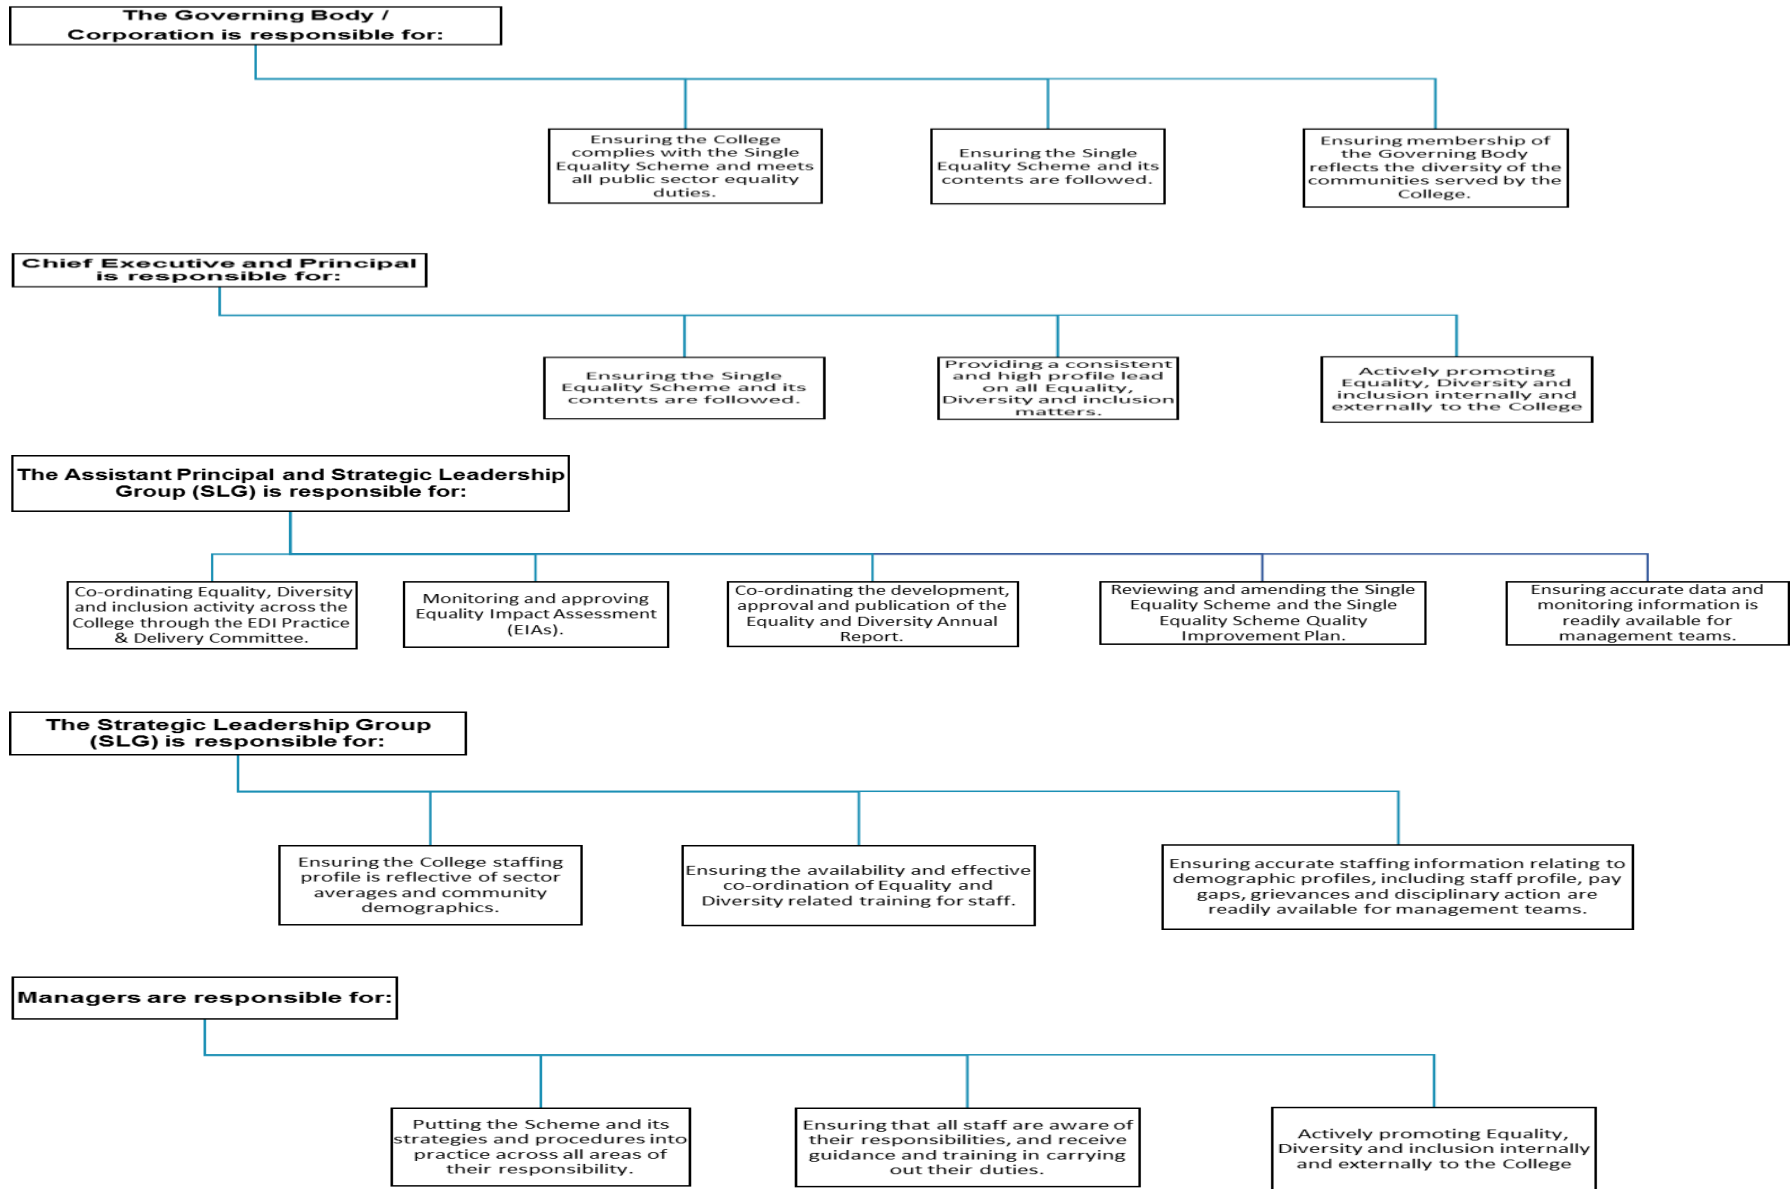 The Governing Body /
Corporation is responsible for:
Ensuring the College
complies with the Single
Equality Scheme and meets
all public sector equality
duties.
Ensuring the Single
Equality Scheme and its
contents are followed.
Ensuring membership of
the Governing Body
reflects the diversity of the
communities served by the
College.
Chief Executive and Principal
is responsible for:
Ensuring the Single
Equality Scheme and its
contents are followed.
Providing a consistent
and high profile lead
on all Equality,
Diversity and inclusion
matters.
Actively promoting
Equality, Diversity and
inclusion internally and
externally to the College
The Assistant Principal and Strategic Leadership
Group (SLG) is responsible for:
Co-ordinating Equality, Diversity
and inclusion activity across the
College through the EDI Practice
& Delivery Committee.
Monitoring and approving
Equality Impact Assessment
(EIAs).
Co-ordinating the development,
approval and publication of the
Equality and Diversity Annual
Report.
Reviewing and amending the Single
Equality Scheme and the Single
Equality Scheme Quality
Improvement Plan.
Ensuring accurate data and
monitoring information is
readily available for
management teams.
The Strategic Leadership Group
(SLG) is responsible for:
Ensuring the College staffing
profile is reflective of sector
averages and community
demographics.
Ensuring the availability and effective
co-ordination of Equality and
Diversity related training for staff.
Ensuring accurate staffing information relating to
demographic profiles, including staff profile, pay
gaps, grievances and disciplinary action are
readily available for management teams.
Managers are responsible for:
Putting the Scheme and its
strategies and procedures into
practice across all areas of
their responsibility.
Ensuring that all staff are aware of
their responsibilities, and receive
guidance and training in carrying
out their duties.
Actively promoting Equality,
Diversity and inclusion internally
and externally to the College